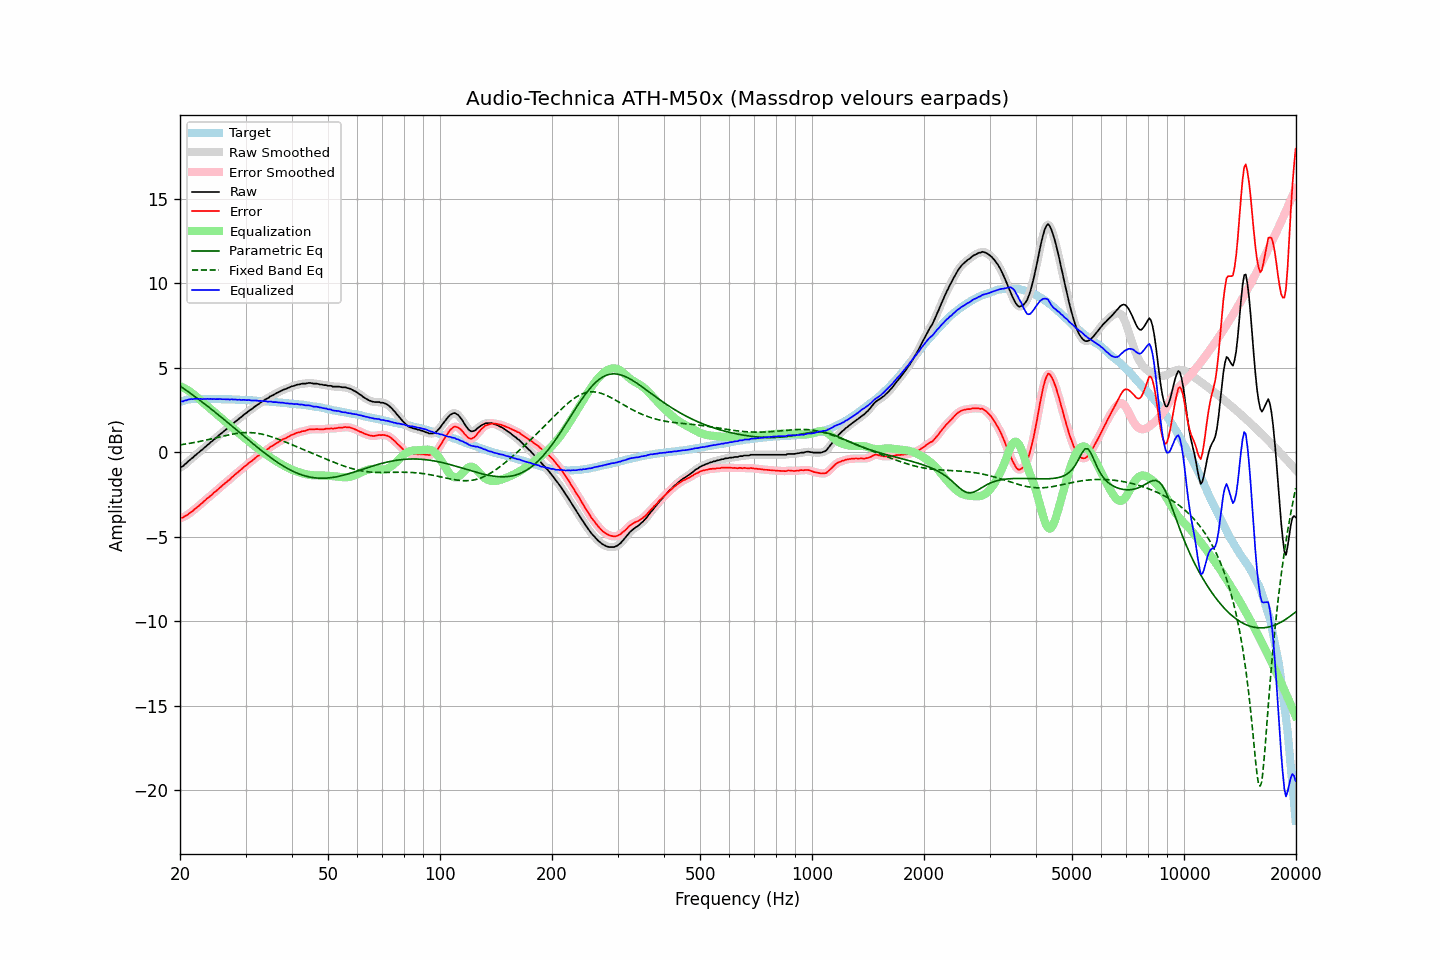 Audio-Technica ATH-M50x (Massdrop velours earpads)
Target
Raw Smoothed
Error Smoothed
Raw
Error
Equalization
Parametric Eq
Fixed Band Eq
Equalized
Amplitude (dBr)
15
10
5
0
−5
−10
−15
−20
20 50 100 200 500 1000 2000 5000 10000 20000
Frequency (Hz)